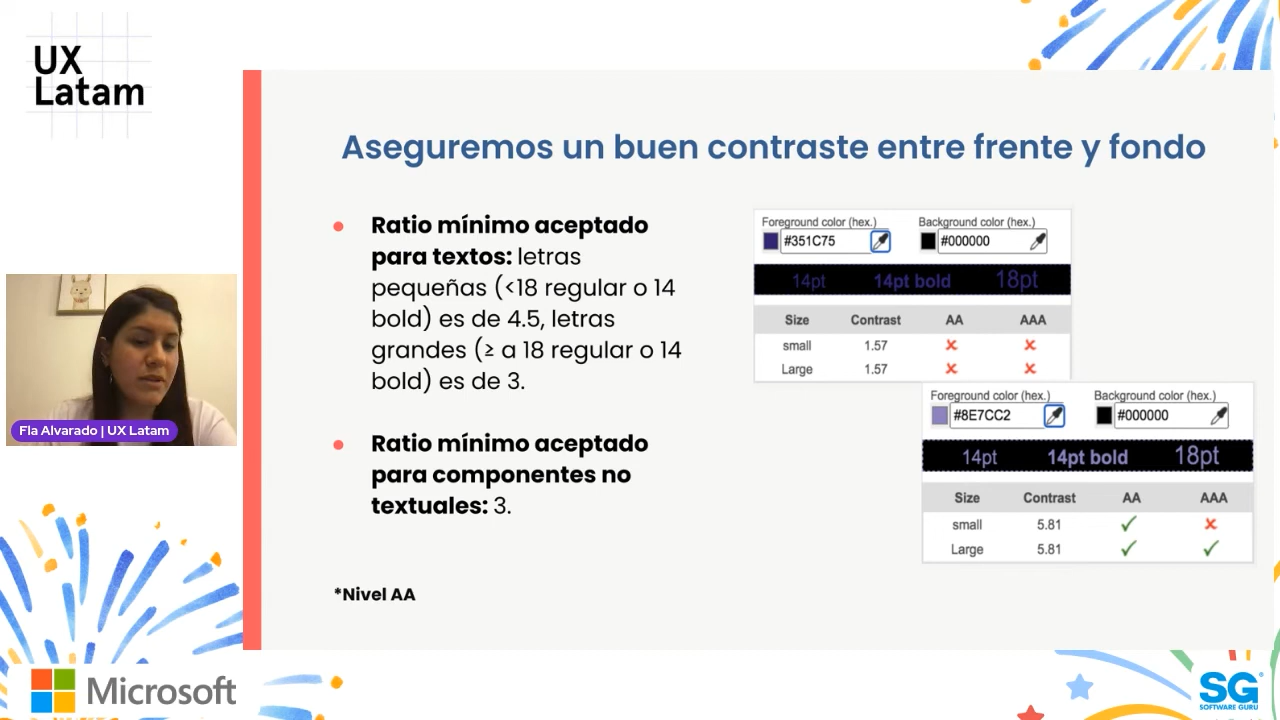 UX
Latam
Aseguremos un buen contraste entre frente y fondo
Ratio mínimo aceptado
para textos: letras
pequeñas (<18 regular o 14
bold) es de 4.5, letras
grandes (≥ a 18 regular o 14
bold) es de 3.
Ratio mínimo aceptado
para componentes no
textuales: 3.
*Nivel AA
Foreground color (hex.) Background color (hex.)
#351C75 #000000
14pt 14pt bold 18pt
Size Contrast AA AAA
small 1.57 ✗ ✗
Large 1.57 ✗ ✗
Foreground color (hex.) Background color (hex.)
#8E7CC2 #000000
14pt 14pt bold 18pt
Size Contrast AA AAA
small 5.81 ✓ ✗
Large 5.81 ✓ ✓
Fla Alvarado | UX Latam
Microsoft
SG
SOFTWARE GURU